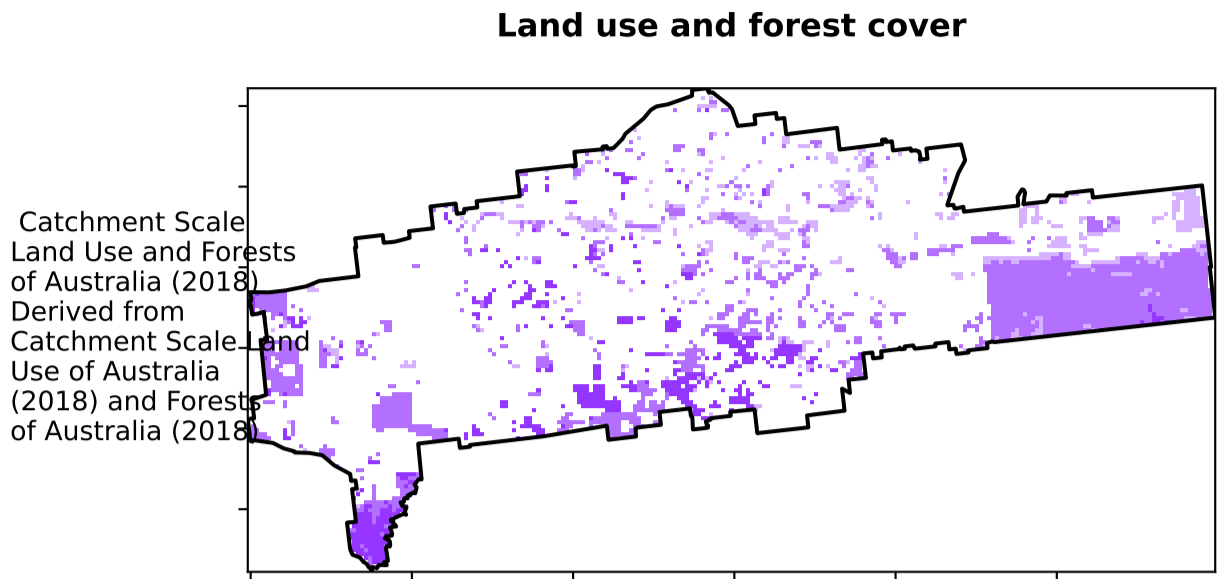 Land use and forest cover
Catchment Scale
Land Use and Forests
of Australia (2018)
Derived from
Catchment Scale Land
Use of Australia
(2018) and Forests
of Australia (2018)